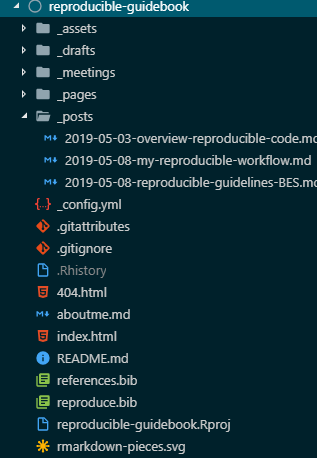 reproducible-guidebook
_assets
_drafts
_meetings
_pages
_posts
2019-05-03-overview-reproducible-code.md
2019-05-08-my-reproducible-workflow.md
2019-05-08-reproducible-guidelines-BES.md
_config.yml
.gitattributes
.gitignore
.Rhistory
404.html
aboutme.md
index.html
README.md
references.bib
reproduce.bib
reproducible-guidebook.Rproj
rmarkdown-pieces.svg